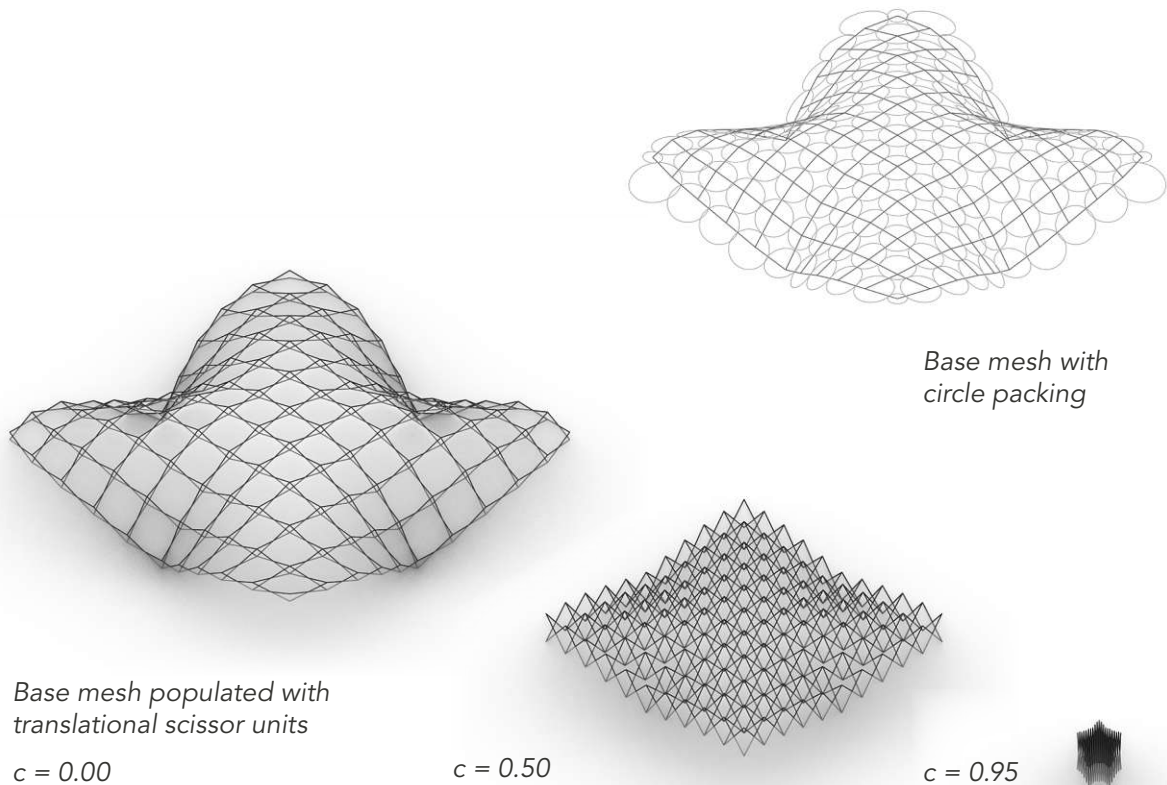 Base mesh with
circle packing
Base mesh populated with
translational scissor units
c = 0.00
c = 0.50
c = 0.95